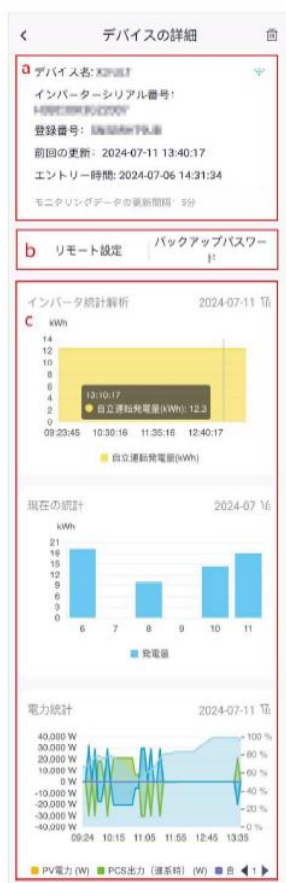 デバイスの詳細
a デバイス名:
インバーターシリアル番号:
登録番号:
前回の更新: 2024-07-11 13:40:17
エントリー時間: 2024-07-06 14:31:34
モニタリングデータの更新間隔: 5分
b リモート設定
バックアップパスワー
ド
インバータ統計解析 2024-07-11
c kWh
14
12
10
8
6
4
2
0
13:10:17
自立運転発電量(kWh): 12.3
09:23:45 10:30:16 11:35:16 12:40:17
自立運転発電量(kWh)
現在の統計 2024-07
kWh
21
18
15
12
9
6
3
0
6 7 8 9 10 11
発電量
電力統計 2024-07-11
40,000 W 100 %
30,000 W 80 %
20,000 W
10,000 W 60 %
0 W
-10,000 W 40 %
-20,000 W 20 %
-30,000 W
-40,000 W 0 %
09:24 10:15 11:05 11:55 12:45 13:35
PV電力 (W) PCS出力（連系時） (W) 自 1